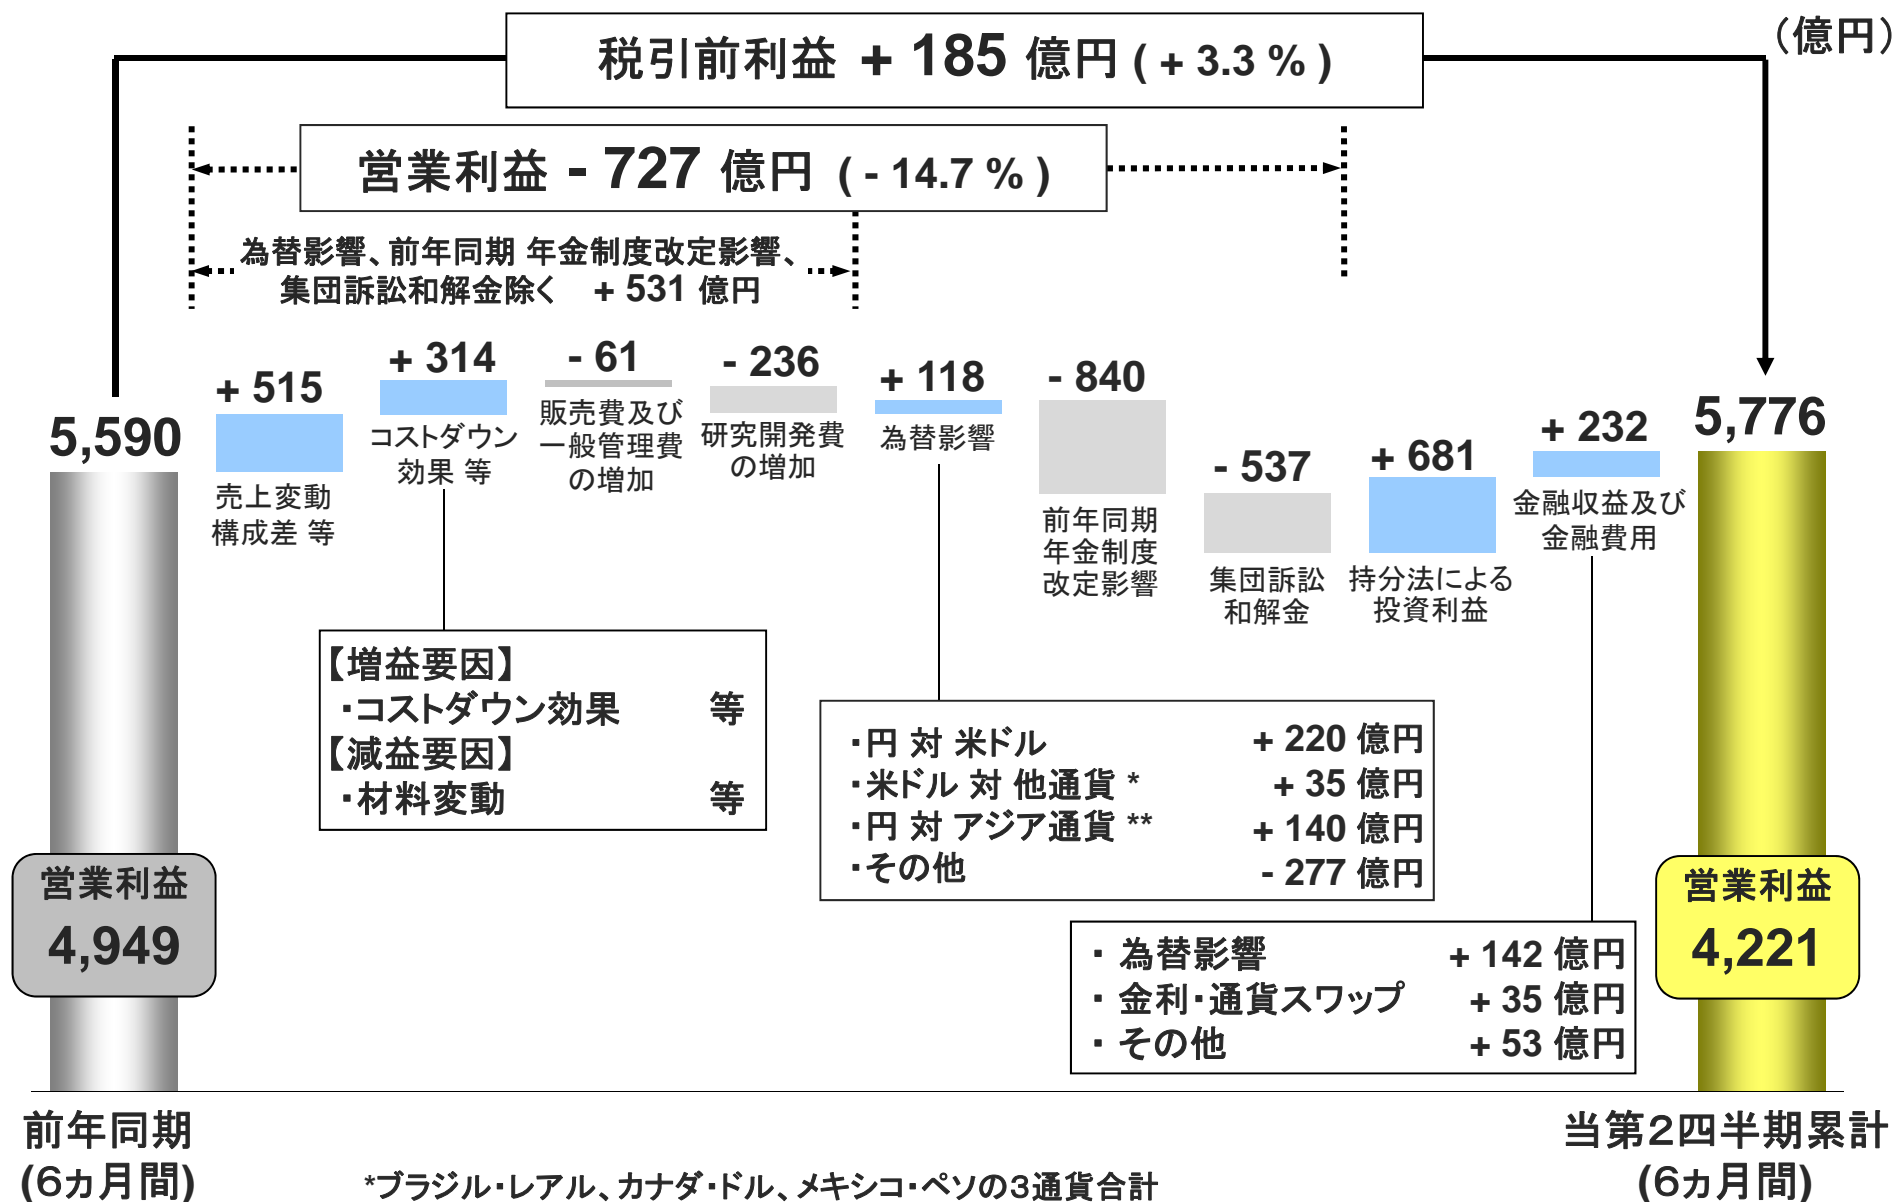 (億円)
税引前利益 + 185 億円 ( + 3.3 % )
営業利益 - 727 億円 ( - 14.7 % )
為替影響、前年同期 年金制度改定影響、
集団訴訟和解金除く + 531 億円
5,590
+ 515
売上変動
構成差 等
+ 314
コストダウン
効果 等
- 61
販売費及び
一般管理費
の増加
- 236
研究開発費
の増加
+ 118
為替影響
- 840
前年同期
年金制度
改定影響
- 537
集団訴訟
和解金
+ 681
持分法による
投資利益
+ 232
金融収益及び
金融費用
5,776
【増益要因】
・コストダウン効果 等
【減益要因】
・材料変動 等
・円 対 米ドル + 220 億円
・米ドル 対 他通貨 * + 35 億円
・円 対 アジア通貨 ** + 140 億円
・その他 - 277 億円
・ 為替影響 + 142 億円
・ 金利・通貨スワップ + 35 億円
・ その他 + 53 億円
営業利益
4,949
営業利益
4,221
前年同期
(6ヵ月間)
当第2四半期累計
(6ヵ月間)
*ブラジル・レアル、カナダ・ドル、メキシコ・ペソの3通貨合計